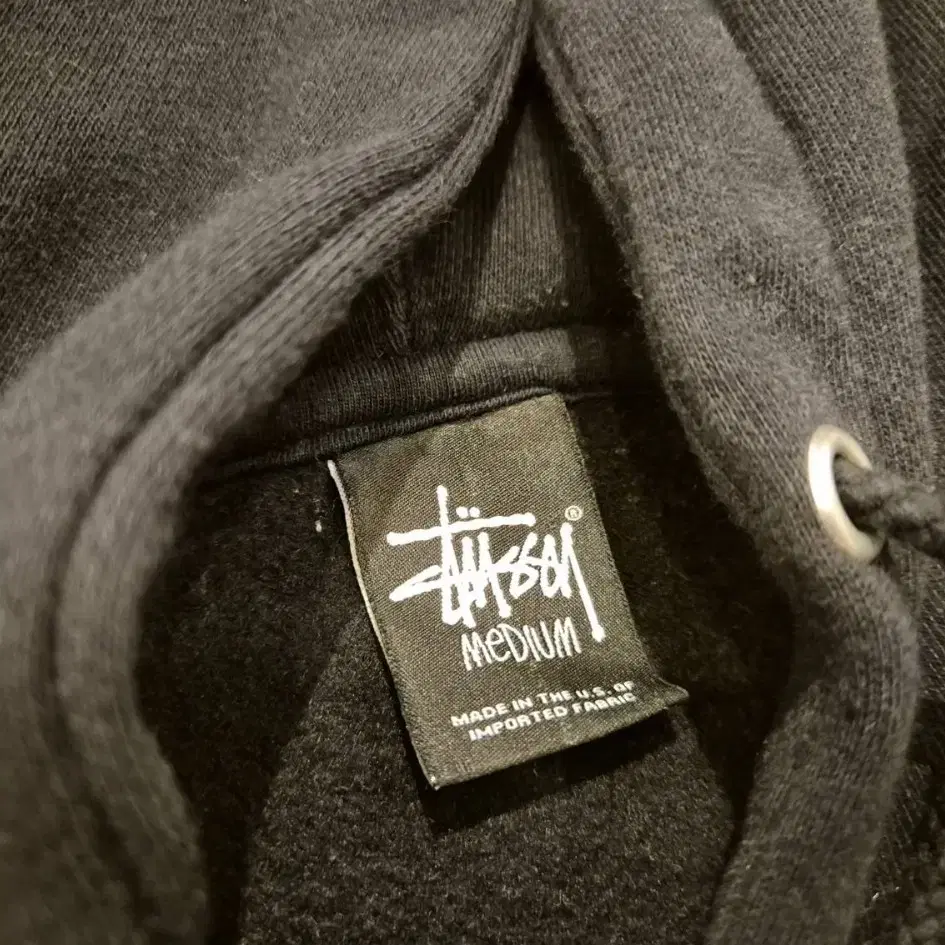 Stüssy®
MeDIUM
MADE IN THE U.S. OF
IMPORTED FABRIC